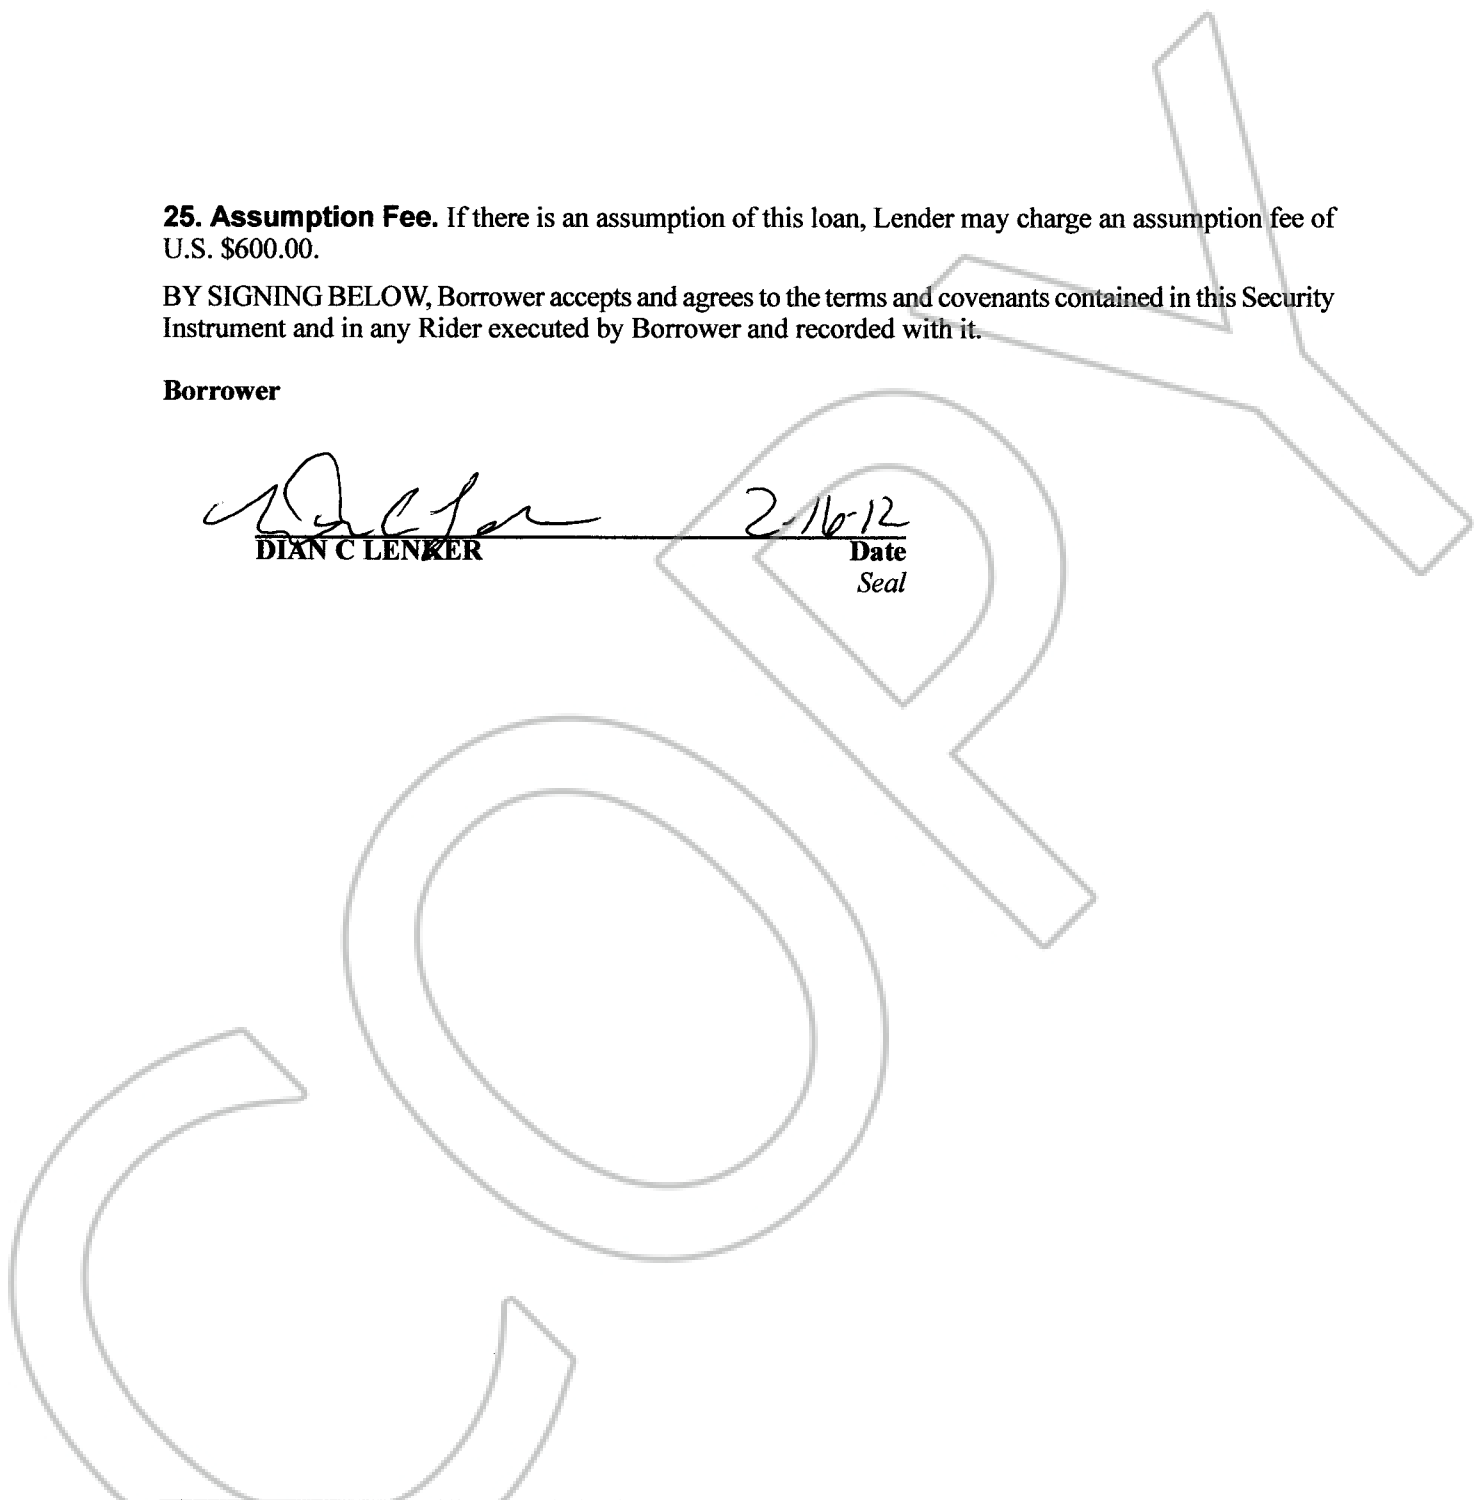 25. Assumption Fee. If there is an assumption of this loan, Lender may charge an assumption fee of
U.S. $600.00.
BY SIGNING BELOW, Borrower accepts and agrees to the terms and covenants contained in this Security
Instrument and in any Rider executed by Borrower and recorded with it.
Borrower
2-16-12
DIAN C LENKER Date
Seal
COPY